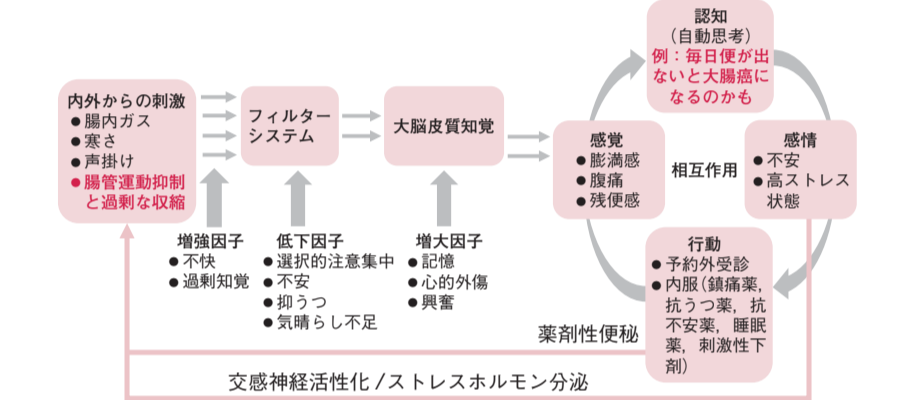 認知
（自動思考）
例：毎日便が出
ないと大腸癌に
なるのかも
内外からの刺激
●腸内ガス
●寒さ
●声掛け
●腸管運動抑制
と過剰な収縮
フィルター
システム
大脳皮質知覚
感覚
●膨満感
●腹痛
●残便感
相互作用
感情
●不安
●高ストレス
状態
増強因子
●不快
●過剰知覚
低下因子
●選択的注意集中
●不安
●抑うつ
●気晴らし不足
増大因子
●記憶
●心的外傷
●興奮
行動
●予約外受診
●内服（鎮痛薬，
抗うつ薬，抗
不安薬，睡眠
薬，刺激性下
剤）
薬剤性便秘
交感神経活性化/ストレスホルモン分泌